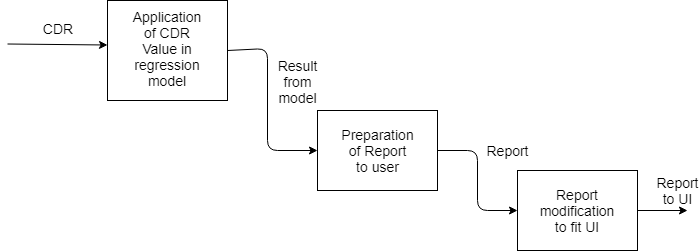 CDR
Application
of CDR
Value in
regression
model
Result
from
model
Preparation
of Report
to user
Report
Report
modification
to fit UI
Report
to UI